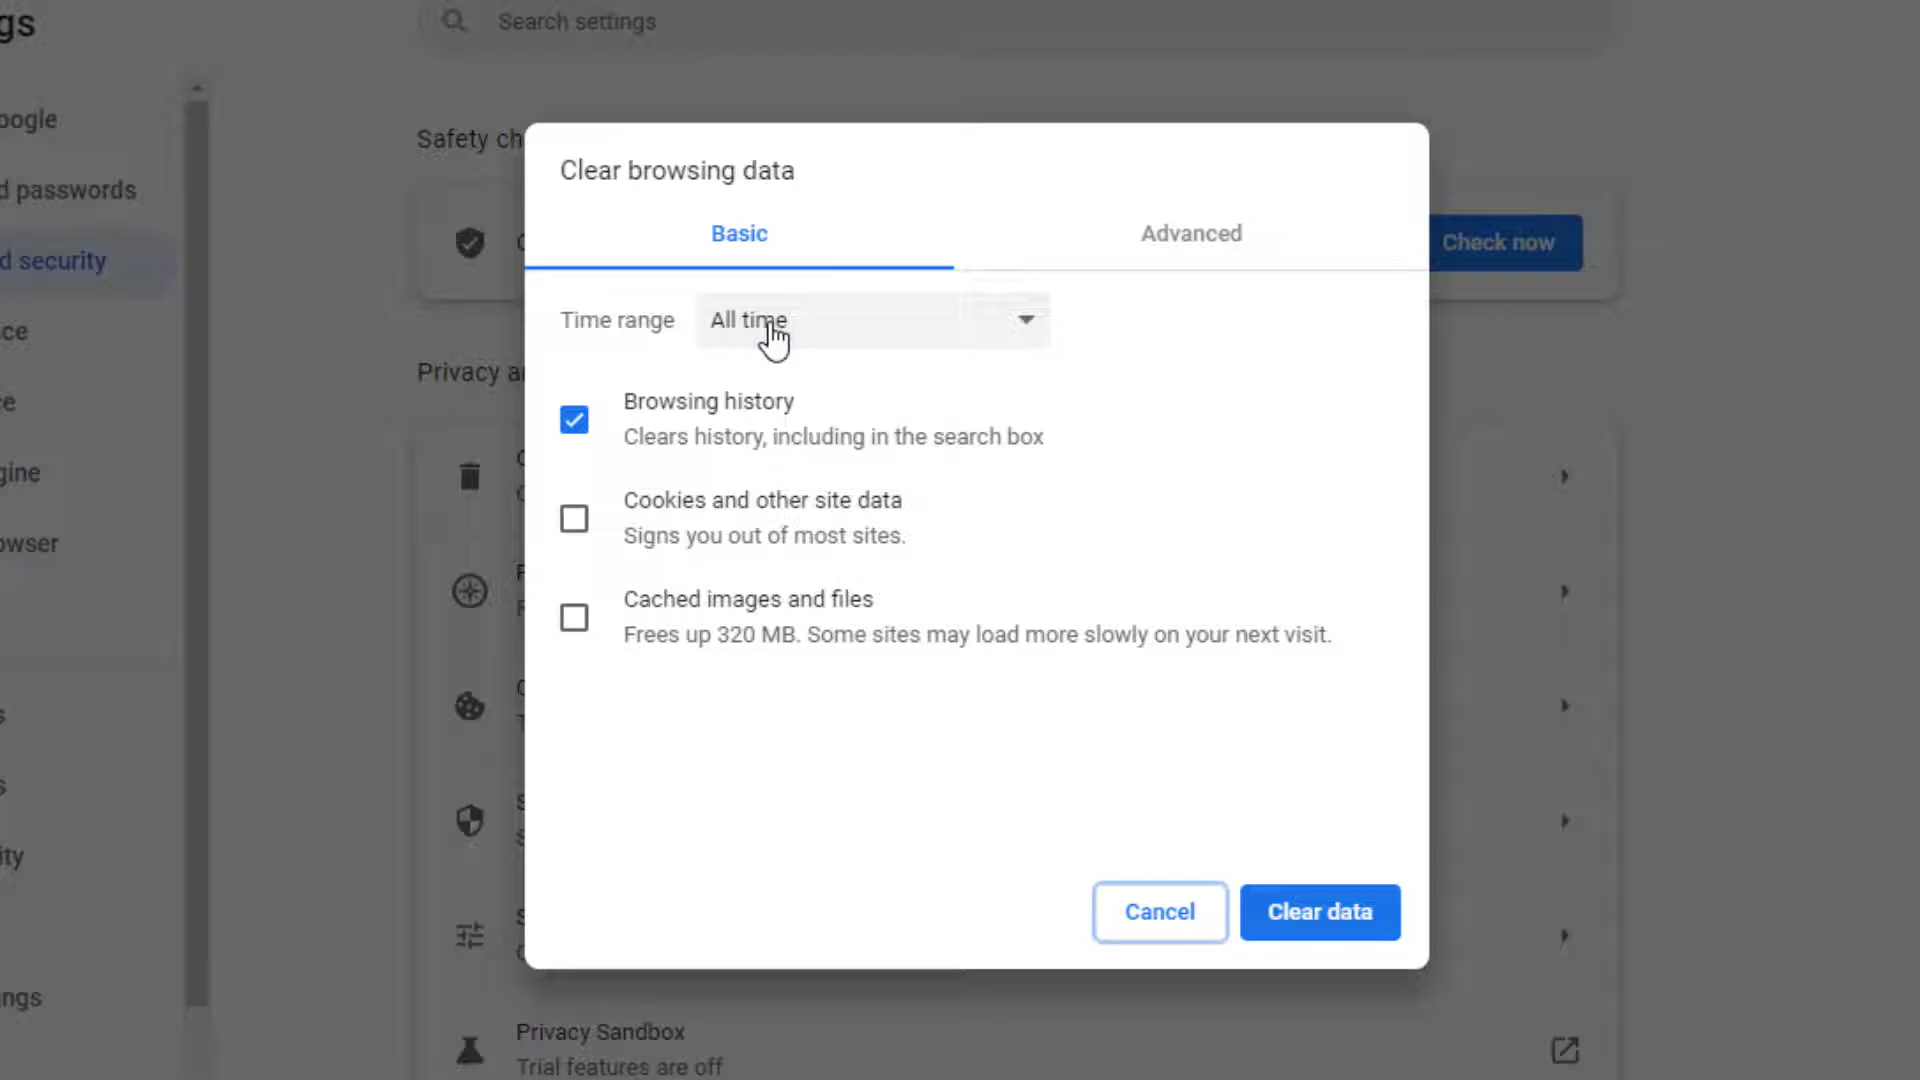 gs
Search settings
oogle
Safety ch
d passwords
d security
Check now
ce
Privacy a
ce
gine
owser
s
s
ity
ngs
Clear browsing data
Basic
Advanced
Time range
All time
Browsing history
Clears history, including in the search box
Cookies and other site data
Signs you out of most sites.
Cached images and files
Frees up 320 MB. Some sites may load more slowly on your next visit.
Cancel
Clear data
Privacy Sandbox
Trial features are off